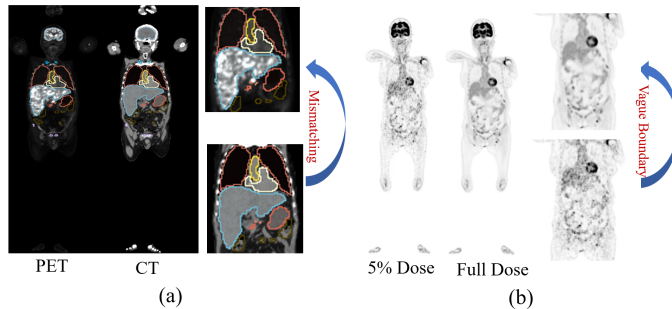 Mismatching
Vague Boundary
PET CT
5% Dose Full Dose
(a)
(b)